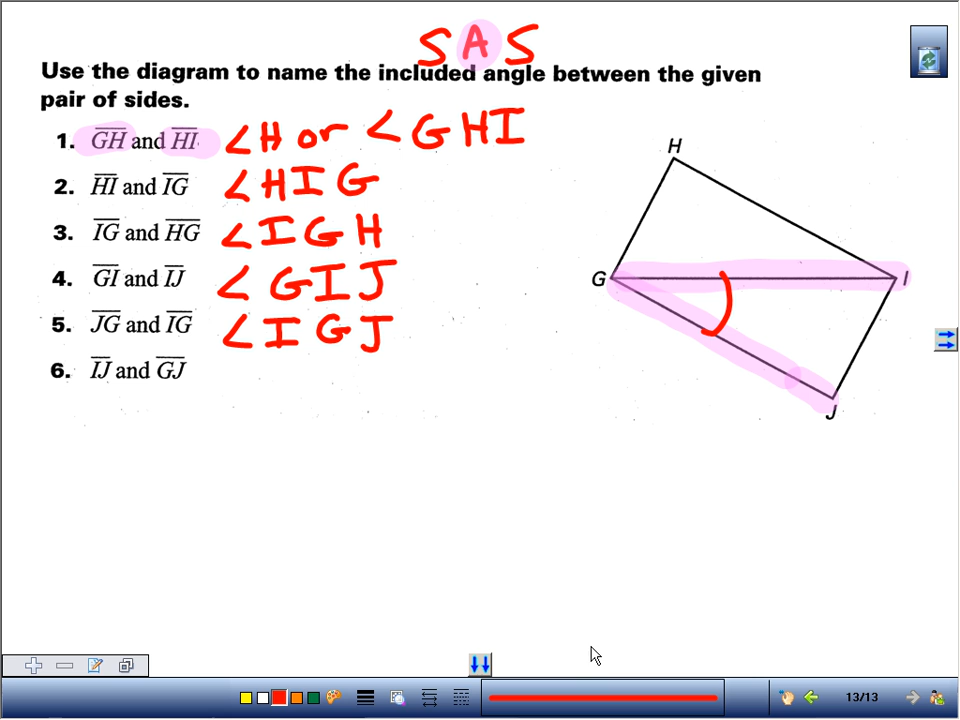 S A S
Use the diagram to name the included angle between the given
pair of sides.
1. GH and HI ∠H or ∠GHI
2. HI and IG ∠HIG
3. IG and HG ∠IGH
4. GI and IJ ∠GIJ
5. JG and IG ∠IGJ
6. IJ and GJ
H
G
I
J
13/13